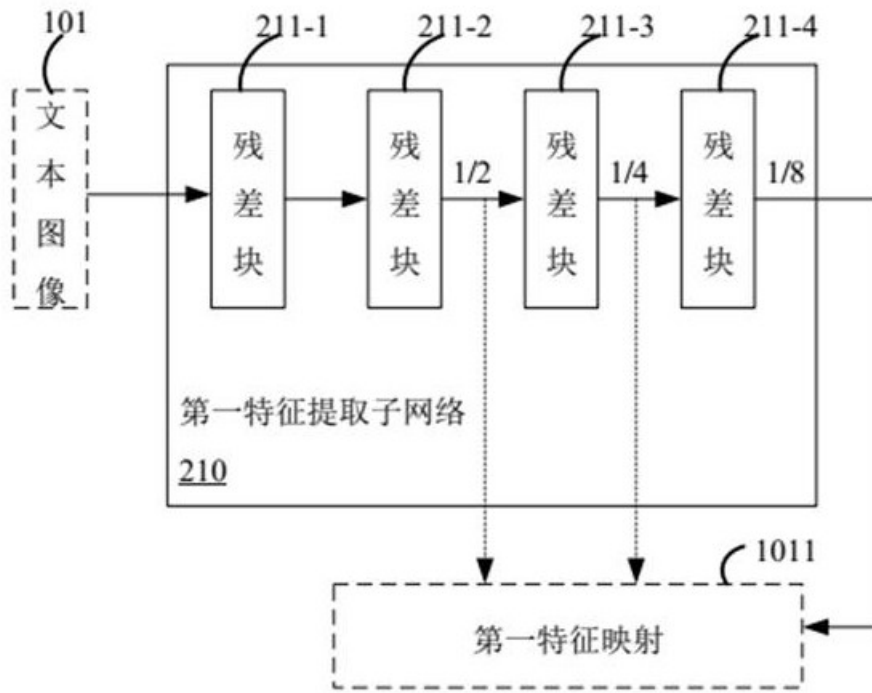 101
211-1
211-2
211-3
211-4
文本图像
残差块
残差块
1/2
残差块
1/4
残差块
1/8
第一特征提取子网络
210
1011
第一特征映射